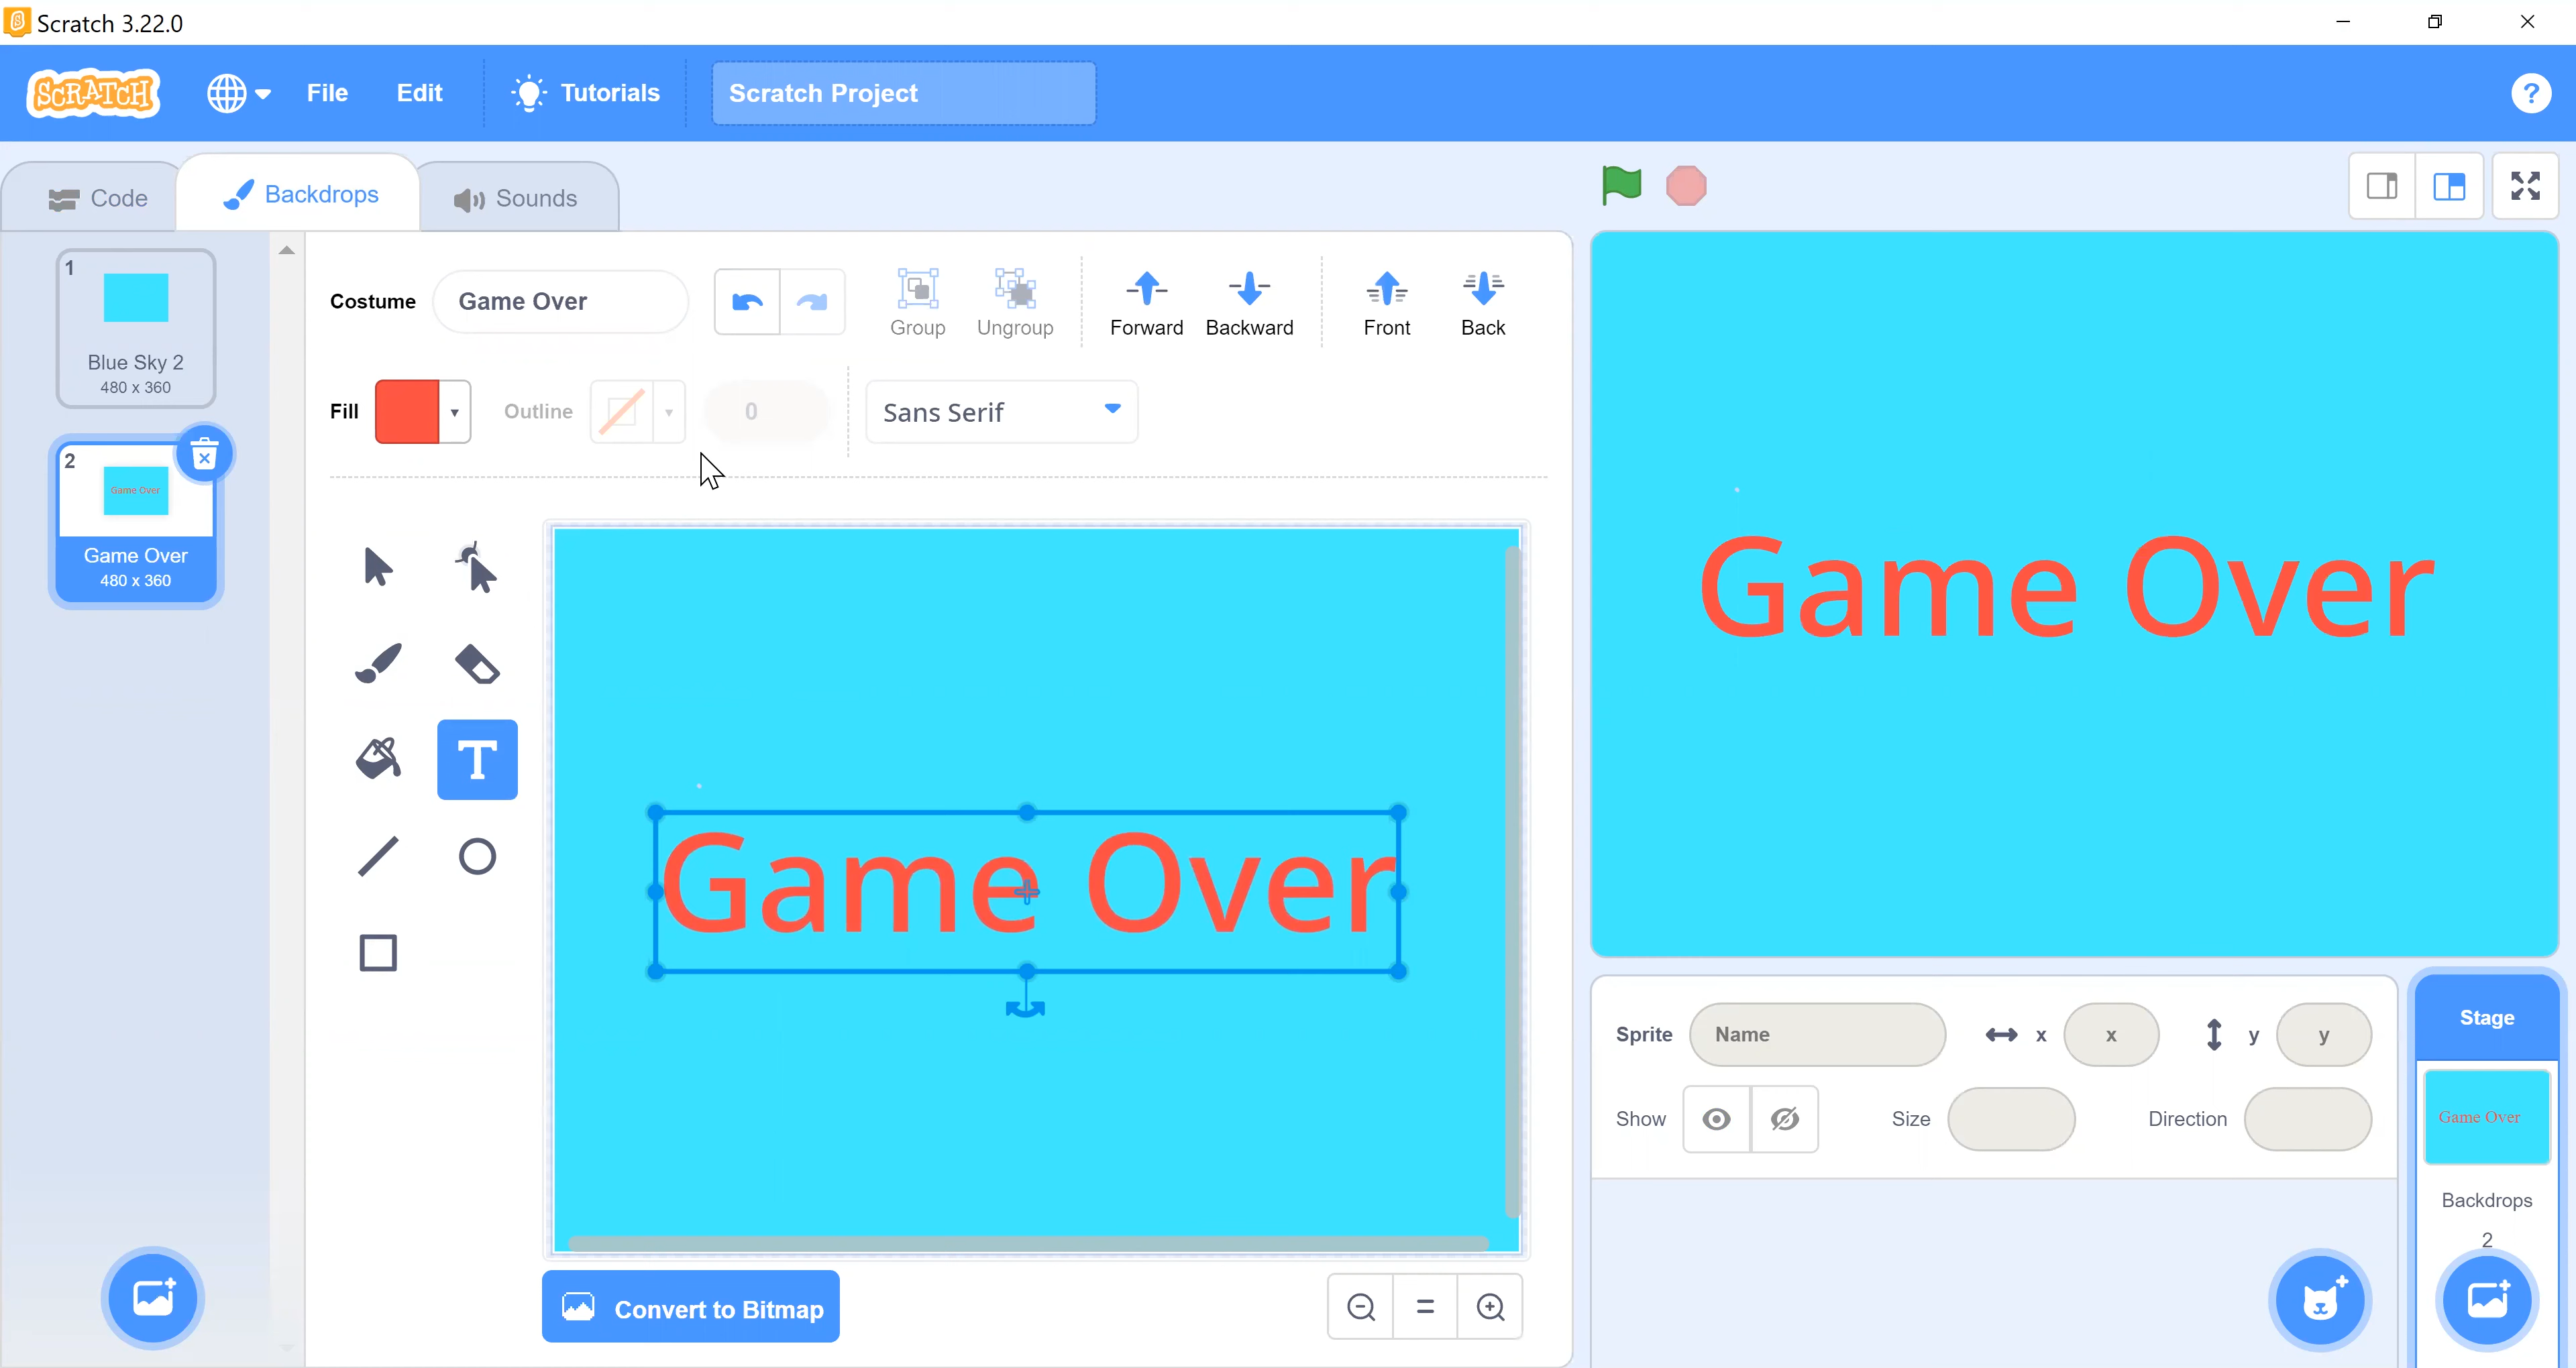 Scratch 3.22.0
SCRATCH
File
Edit
Tutorials
Scratch Project
?
Code
Backdrops
Sounds
1
Blue Sky 2
480 x 360
2
Game Over
Game Over
480 x 360
Costume
Game Over
Group
Ungroup
Forward
Backward
Front
Back
Fill
Outline
0
Sans Serif
T
Game Over
Convert to Bitmap
Game Over
Sprite
Name
x
x
y
y
Show
Size
Direction
Stage
Game Over
Backdrops
2